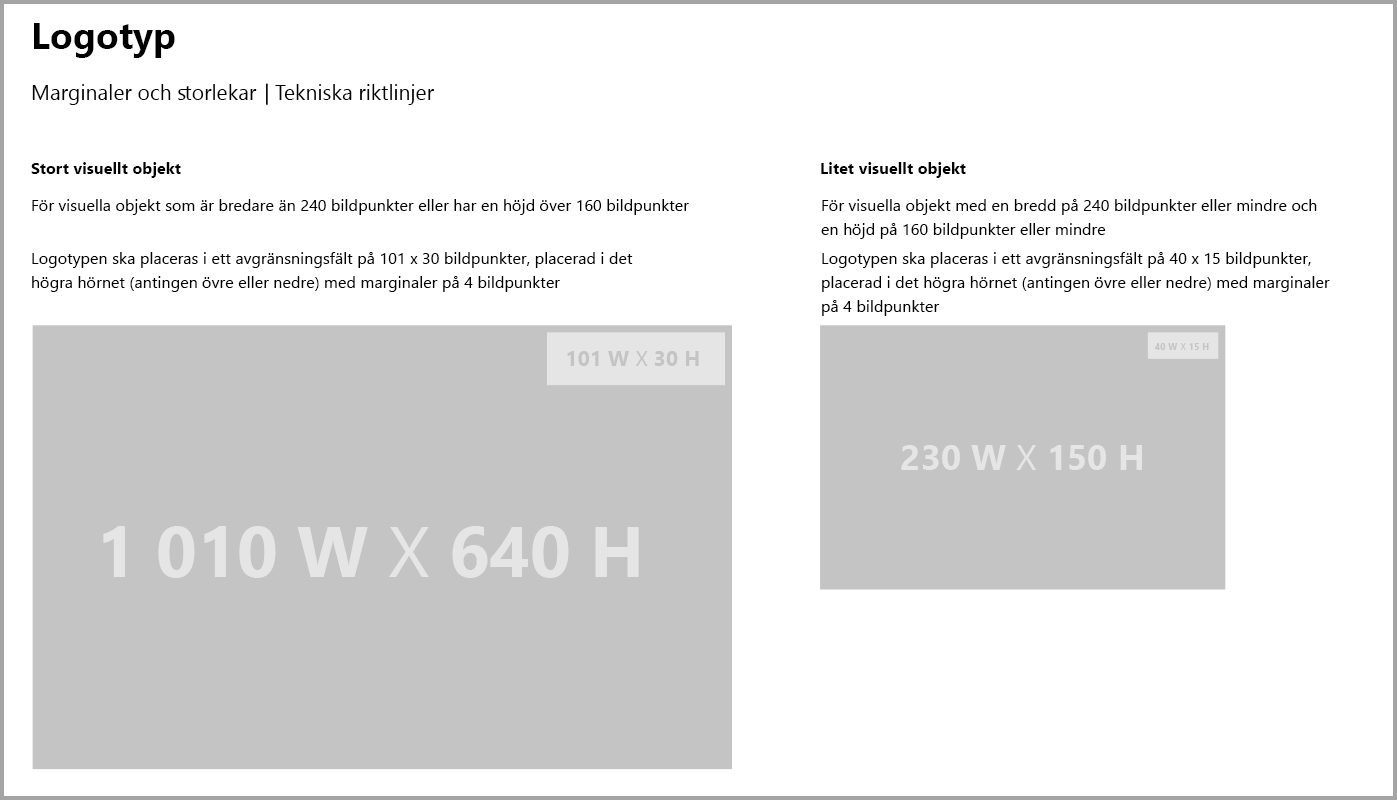 Logotyp
Marginaler och storlekar | Tekniska riktlinjer
Stort visuellt objekt
För visuella objekt som är bredare än 240 bildpunkter eller har en höjd över 160 bildpunkter
Logotypen ska placeras i ett avgränsningsfält på 101 x 30 bildpunkter, placerad i det
högra hörnet (antingen övre eller nedre) med marginaler på 4 bildpunkter
101 W X 30 H
1 010 W X 640 H
Litet visuellt objekt
För visuella objekt med en bredd på 240 bildpunkter eller mindre och
en höjd på 160 bildpunkter eller mindre
Logotypen ska placeras i ett avgränsningsfält på 40 x 15 bildpunkter,
placerad i det högra hörnet (antingen övre eller nedre) med marginaler
på 4 bildpunkter
40 W X 15 H
230 W X 150 H